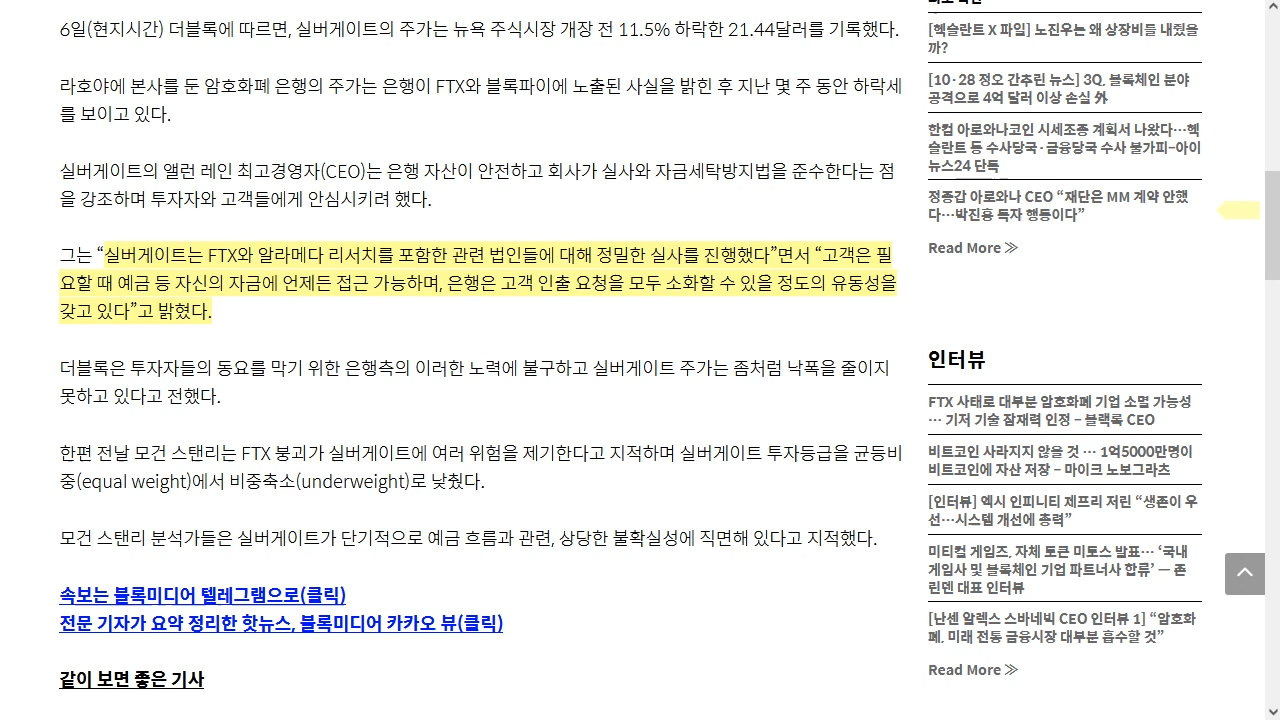 6일(현지시간) 더블록에 따르면, 실버게이트의 주가는 뉴욕 주식시장 개장 전 11.5% 하락한 21.44달러를 기록했다.
라호야에 본사를 둔 암호화폐 은행의 주가는 은행이 FTX와 블록파이에 노출된 사실을 밝힌 후 지난 몇 주 동안 하락세
를 보이고 있다.
실버게이트의 앨런 레인 최고경영자(CEO)는 은행 자산이 안전하고 회사가 실사와 자금세탁방지법을 준수한다는 점
을 강조하며 투자자와 고객들에게 안심시키려 했다.
그는 “실버게이트는 FTX와 알라메다 리서치를 포함한 관련 법인들에 대해 정밀한 실사를 진행했다”면서 “고객은 필
요할 때 예금 등 자신의 자금에 언제든 접근 가능하며, 은행은 고객 인출 요청을 모두 소화할 수 있을 정도의 유동성을
갖고 있다”고 밝혔다.
더블록은 투자자들의 동요를 막기 위한 은행측의 이러한 노력에 불구하고 실버게이트 주가는 좀처럼 낙폭을 줄이지
못하고 있다고 전했다.
한편 전날 모건 스탠리는 FTX 붕괴가 실버게이트에 여러 위험을 제기한다고 지적하며 실버게이트 투자등급을 균등비
중(equal weight)에서 비중축소(underweight)로 낮췄다.
모건 스탠리 분석가들은 실버게이트가 단기적으로 예금 흐름과 관련, 상당한 불확실성에 직면해 있다고 지적했다.
속보는 블록미디어 텔레그램으로(클릭)
전문 기자가 요약 정리한 핫뉴스, 블록미디어 카카오 뷰(클릭)
같이 보면 좋은 기사
[헥슬란트 X 파일] 노진우는 왜 상장비를 내줬을
까?
[10·28 정오 간추린 뉴스] 3Q, 블록체인 분야
공격으로 4억 달러 이상 손실 外
한컴 아로와나코인 시세조종 계획서 나왔다…헥
슬란트 등 수사당국·금융당국 수사 불가피–아이
뉴스24 단독
정종갑 아로와나 CEO “재단은 MM 계약 안했
다…박진홍 독자 행동이다”
Read More ≫
인터뷰
FTX 사태로 대부분 암호화폐 기업 소멸 가능성
… 기저 기술 잠재력 인정 – 블랙록 CEO
비트코인 사라지지 않을 것 … 1억5000만명이
비트코인에 자산 저장 – 마이크 노보그라츠
[인터뷰] 엑시 인피니티 제프리 저린 “생존이 우
선…시스템 개선에 총력”
미티컬 게임즈, 자체 토큰 미토스 발표… ‘국내
게임사 및 블록체인 기업 파트너사 합류’ — 존
린덴 대표 인터뷰
[난센 알렉스 스바네빅 CEO 인터뷰 1] “암호화
폐, 미래 전통 금융시장 대부분 흡수할 것”
Read More ≫